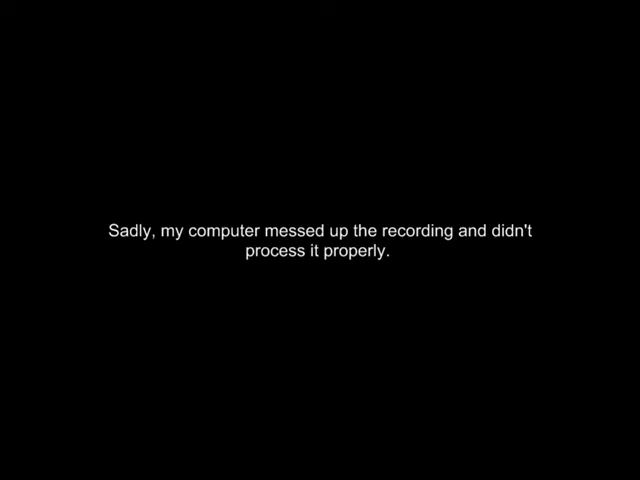 Sadly, my computer messed up the recording and didn't
process it properly.